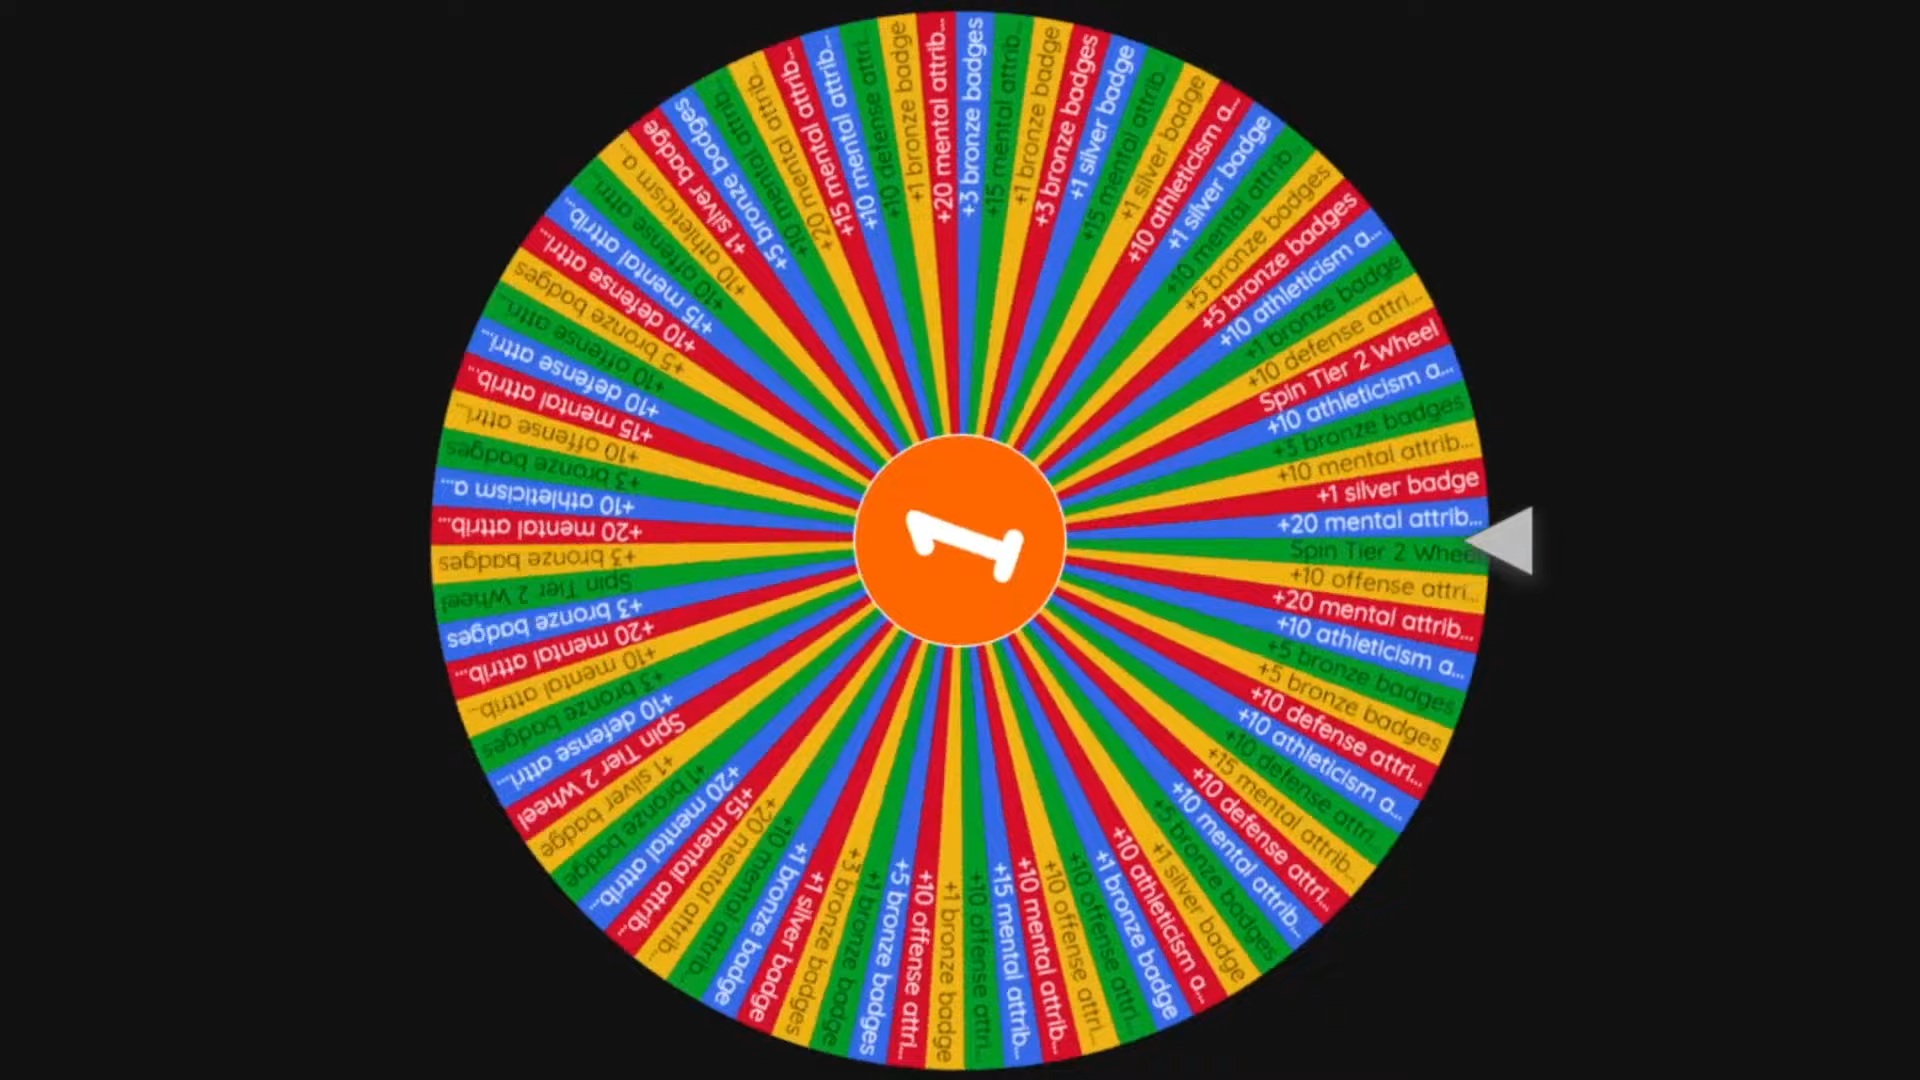 +3 bronze badges
+15 mental attrib...
+1 bronze badge
+3 bronze badges
+1 silver badge
+15 mental attrib...
+1 silver badge
+10 athleticism a...
+1 silver badge
+10 mental attrib...
+5 bronze badges
+5 bronze badges
+10 athleticism a...
+1 bronze badge
+10 defense attri...
Spin Tier 2 Wheel
+10 athleticism a...
+3 bronze badges
+10 mental attrib...
+1 silver badge
+20 mental attrib...
Spin Tier 2 Wheel
+10 offense attri...
+20 mental attrib...
+10 athleticism a...
+5 bronze badges
+5 bronze badges
+10 defense attri...
+10 athleticism a...
+10 defense attri...
+15 mental attrib...
+10 defense attri...
+10 mental attrib...
+5 bronze badges
+1 silver badge
+10 athleticism a...
+1 bronze badge
+10 offense attri...
+10 offense attri...
+10 mental attrib...
+15 mental attrib...
+10 offense attri...
+1 bronze badge
+10 offense attri...
+5 bronze badges
+1 bronze badge
+3 bronze badges
+1 silver badge
+1 bronze badge
+10 mental attrib...
+20 mental attrib...
+15 mental attrib...
+20 mental attrib...
+1 bronze badge
+1 silver badge
Spin Tier 2 Wheel
+10 defense attri...
+3 bronze badges
+10 mental attrib...
+20 mental attrib...
+3 bronze badges
Spin Tier 2 Wheel
+3 bronze badges
+20 mental attrib...
+10 athleticism a...
+3 bronze badges
+10 offense attri...
+15 mental attrib...
+10 defense attri...
+10 offense attri...
+5 bronze badges
+10 defense attri...
+15 mental attrib...
+10 offense attri...
+10 athleticism a...
+1 silver badge
+5 bronze badges
+10 mental attrib...
+20 mental attrib...
+15 mental attrib...
+10 mental attrib...
+10 defense attri...
+1 bronze badge
+20 mental attrib...
1